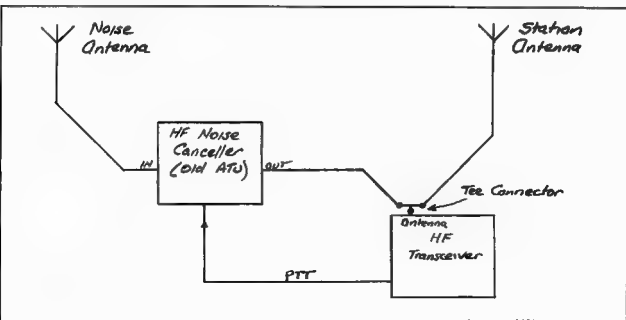 Noise
Antenna
Station
Antenna
HF Noise
Canceller
(Old ATU)
IN
OUT
Tee Connector
Antenna
HF
Transceiver
PTT